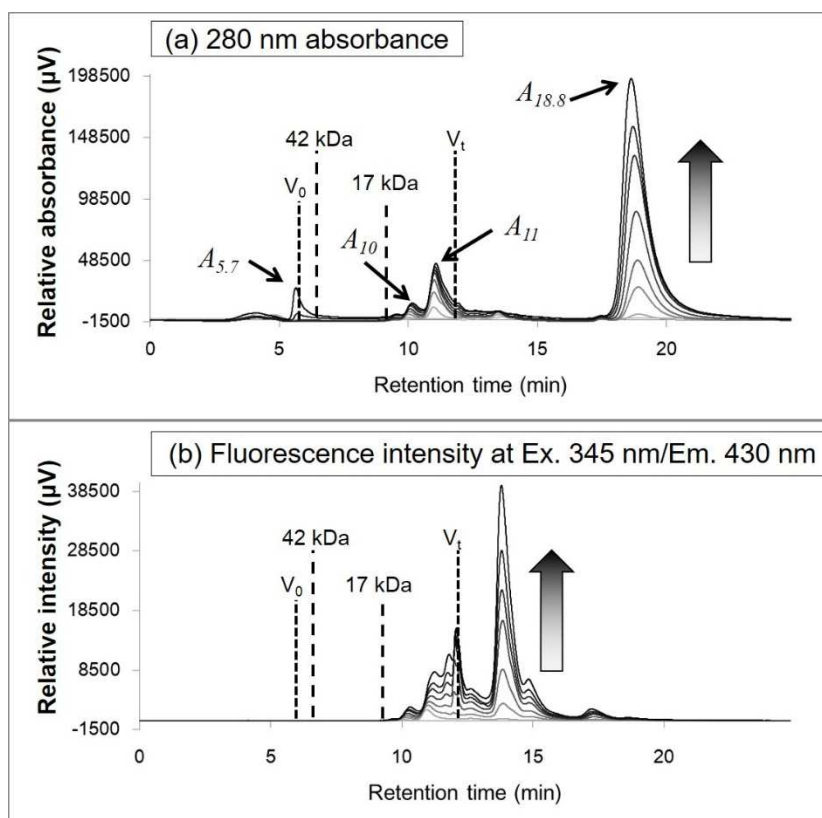 (a) 280 nm absorbance
Relative absorbance (µV)
198500
148500
98500
48500
-1500
A18.8
42 kDa
Vt
V0
17 kDa
A5.7
A10
A11
0 5 10 15 20
Retention time (min)
(b) Fluorescence intensity at Ex. 345 nm/Em. 430 nm
Relative intensity (µV)
38500
28500
18500
8500
-1500
42 kDa
Vt
V0
17 kDa
0 5 10 15 20
Retention time (min)